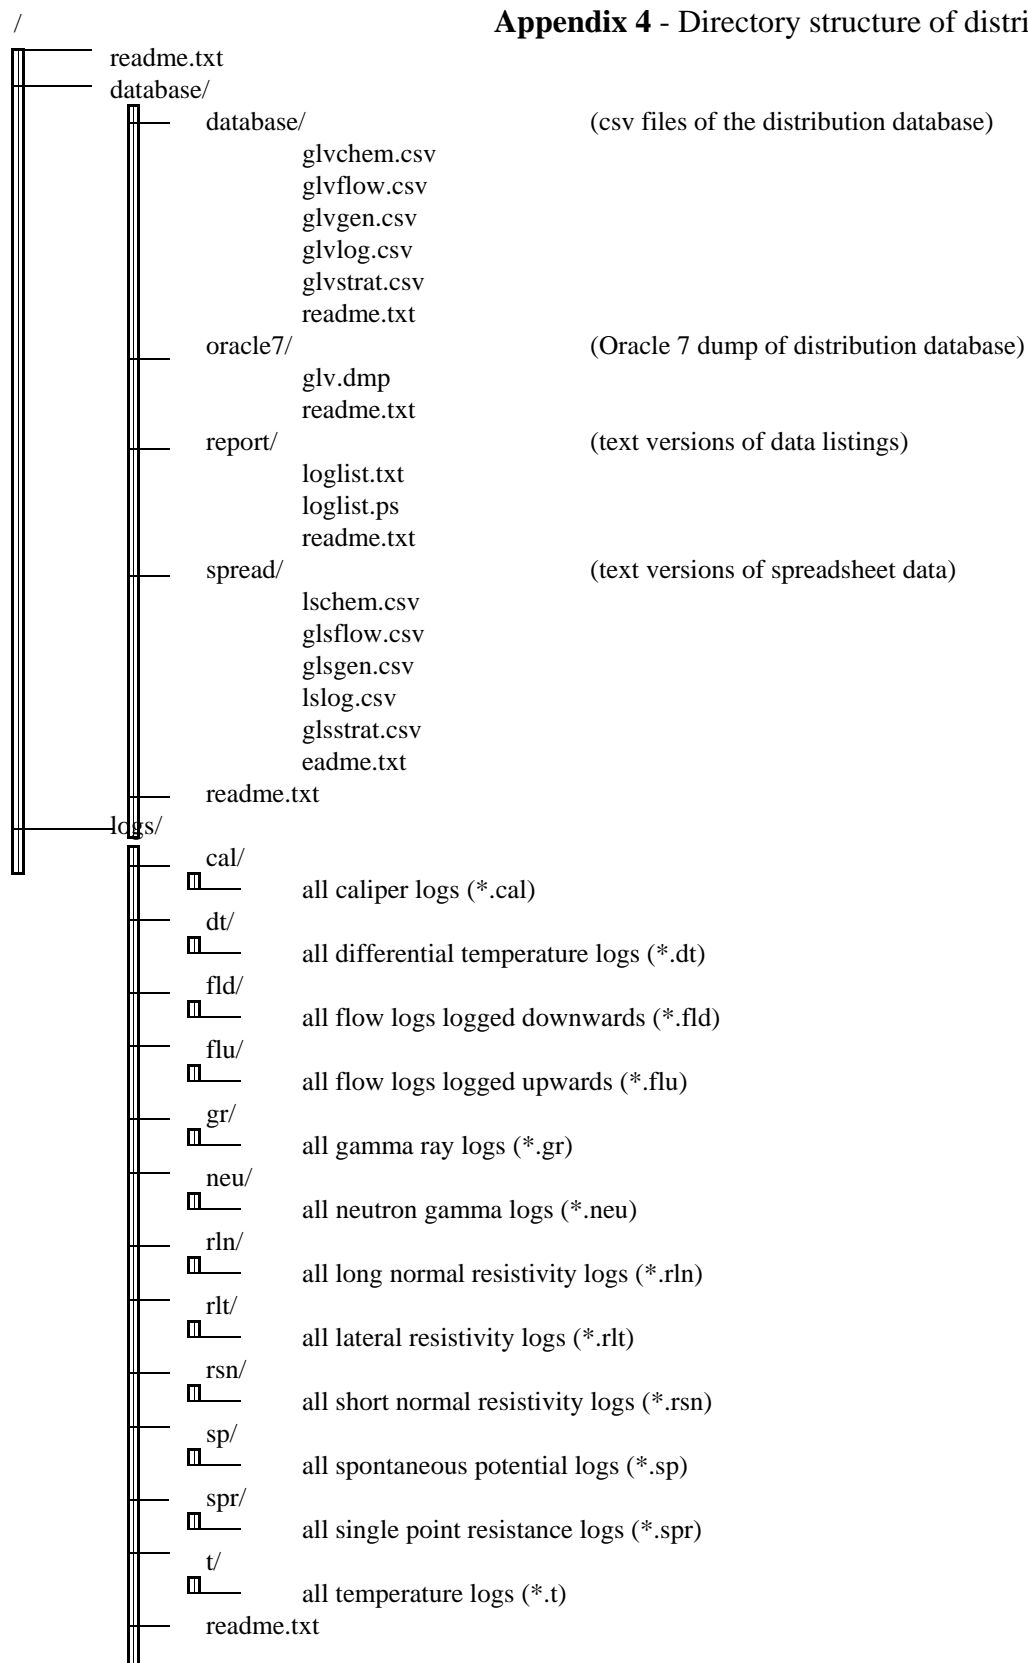 /
Appendix 4 - Directory structure of distri
readme.txt
database/
database/ (csv files of the distribution database)
glvchem.csv
glvflow.csv
glvgen.csv
glvlog.csv
glvstrat.csv
readme.txt
oracle7/ (Oracle 7 dump of distribution database)
glv.dmp
readme.txt
report/ (text versions of data listings)
loglist.txt
loglist.ps
readme.txt
spread/ (text versions of spreadsheet data)
lschem.csv
glsflow.csv
glsgen.csv
lslog.csv
glsstrat.csv
eadme.txt
readme.txt
logs/
cal/
all caliper logs (*.cal)
dt/
all differential temperature logs (*.dt)
fld/
all flow logs logged downwards (*.fld)
flu/
all flow logs logged upwards (*.flu)
gr/
all gamma ray logs (*.gr)
neu/
all neutron gamma logs (*.neu)
rln/
all long normal resistivity logs (*.rln)
rlt/
all lateral resistivity logs (*.rlt)
rsn/
all short normal resistivity logs (*.rsn)
sp/
all spontaneous potential logs (*.sp)
spr/
all single point resistance logs (*.spr)
t/
all temperature logs (*.t)
readme.txt